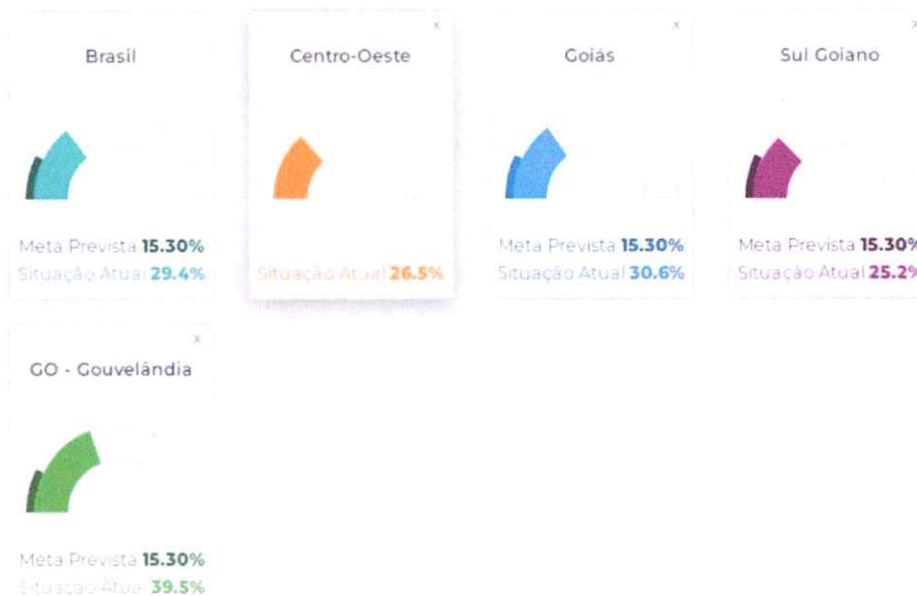 Brasil
Meta Prevista 15.30%
Situação Atual 29.4%
x
Centro-Oeste
Situação Atual 26.5%
x
Goiás
Meta Prevista 15.30%
Situação Atual 30.6%
x
Sul Goiano
Meta Prevista 15.30%
Situação Atual 25.2%
x
GO - Gouvelândia
Meta Prevista 15.30%
Situação Atual 39.5%